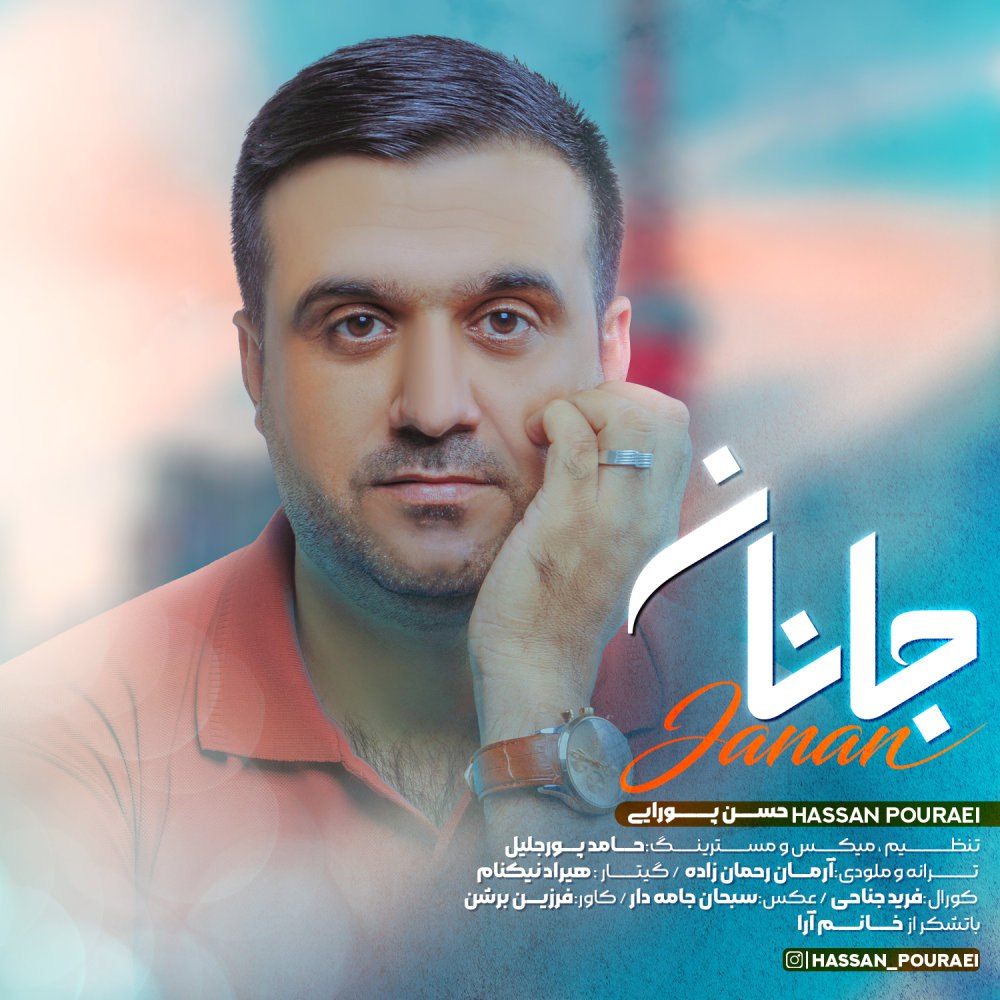 جانان
Janan
حسن پورایی HASSAN POURAEI
تنظیم، میکس و مسترینگ: حامد پورجلیل
ترانه و ملودی: آرمان رحمان زاده / گیتار: هیراد نیکنام
کورال: فرید جناحی / عکس: سبحان جامه دار / کاور: فرزین برشن
باتشکر از خانم آرا
HASSAN_POURAEI